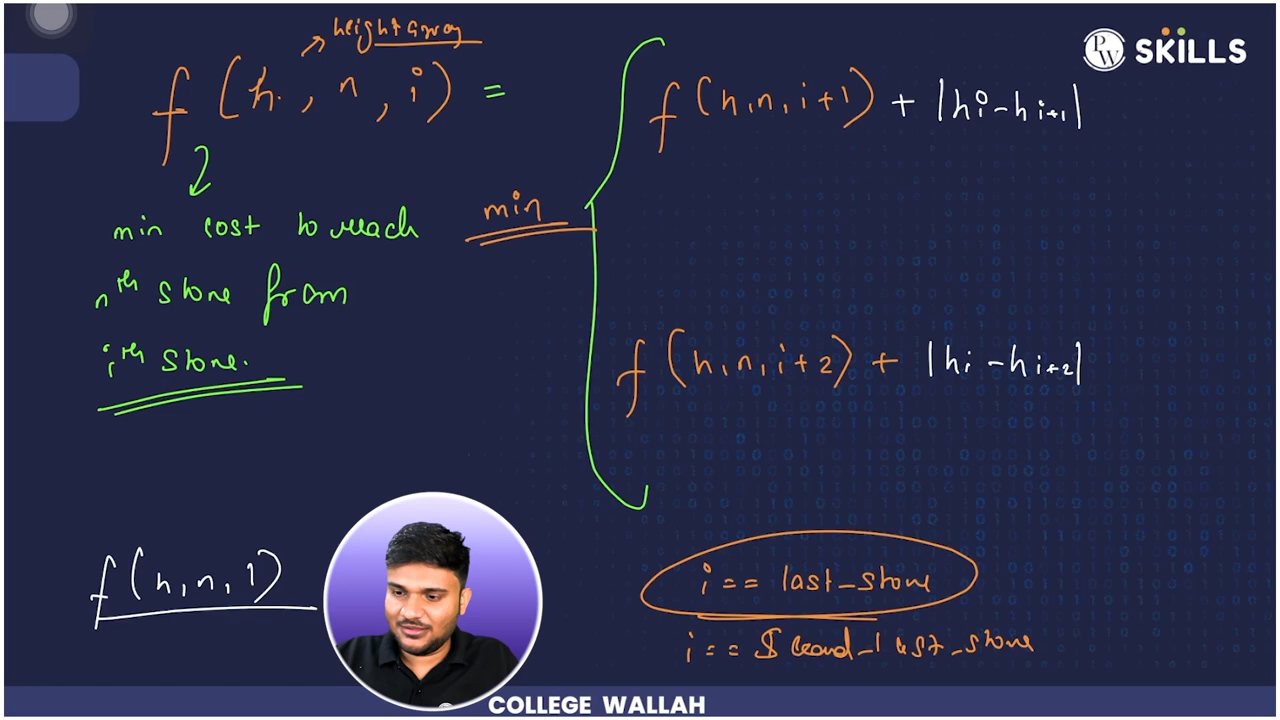 height array
f (h, n, i) =
min cost to reach
nth stone from
ith stone.
min
f (h, n, i+1) + |hi - hi+1|
f (h, n, i+2) + |hi - hi+2|
f (h, n, 1)
i == last_stone
i == Second_last_stone
PW SKILLS
COLLEGE WALLAH